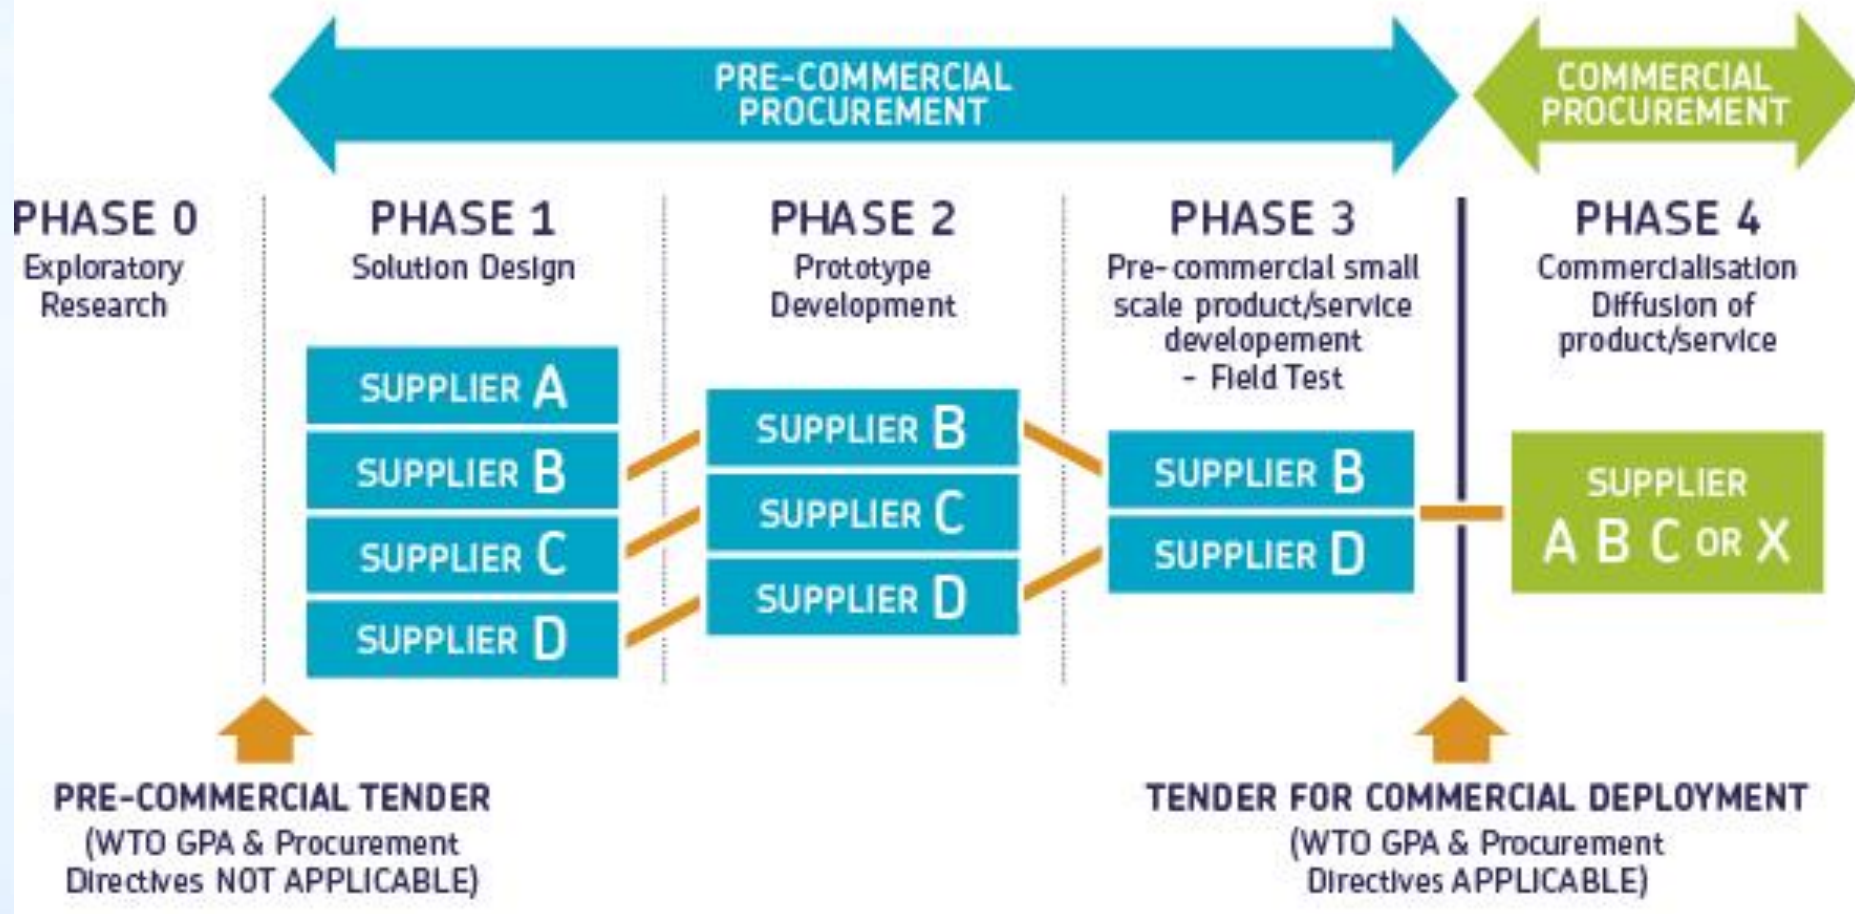 PRE-COMMERCIAL
PROCUREMENT
COMMERCIAL
PROCUREMENT
PHASE 0
Exploratory
Research
PHASE 1
Solution Design
PHASE 2
Prototype
Development
PHASE 3
Pre-commercial small
scale product/service
developement
- Field Test
PHASE 4
Commercialisation
Diffusion of
product/service
SUPPLIER A
SUPPLIER B
SUPPLIER C
SUPPLIER D
SUPPLIER B
SUPPLIER C
SUPPLIER D
SUPPLIER B
SUPPLIER D
SUPPLIER
A B C OR X
PRE-COMMERCIAL TENDER
(WTO GPA & Procurement
Directives NOT APPLICABLE)
TENDER FOR COMMERCIAL DEPLOYMENT
(WTO GPA & Procurement
Directives APPLICABLE)